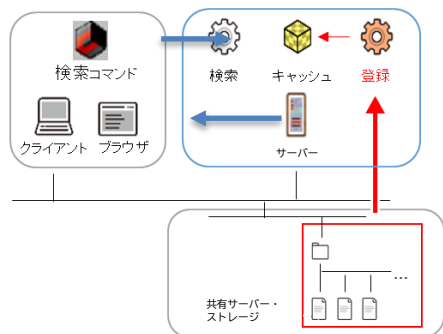 検索コマンド
検索
キャッシュ
登録
クライアント
ブラウザ
サーバー
...
共有サーバー・
ストレージ